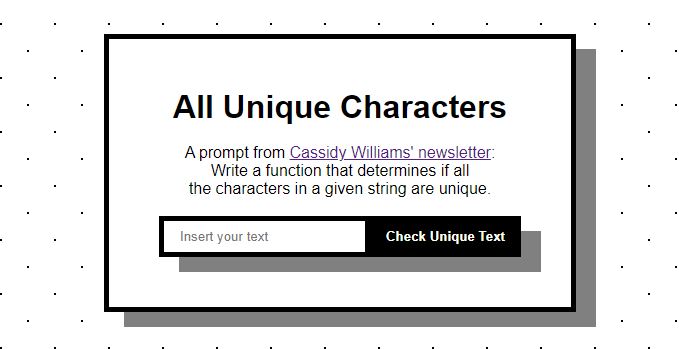 All Unique Characters
A prompt from Cassidy Williams' newsletter:
Write a function that determines if all
the characters in a given string are unique.
Insert your text
Check Unique Text